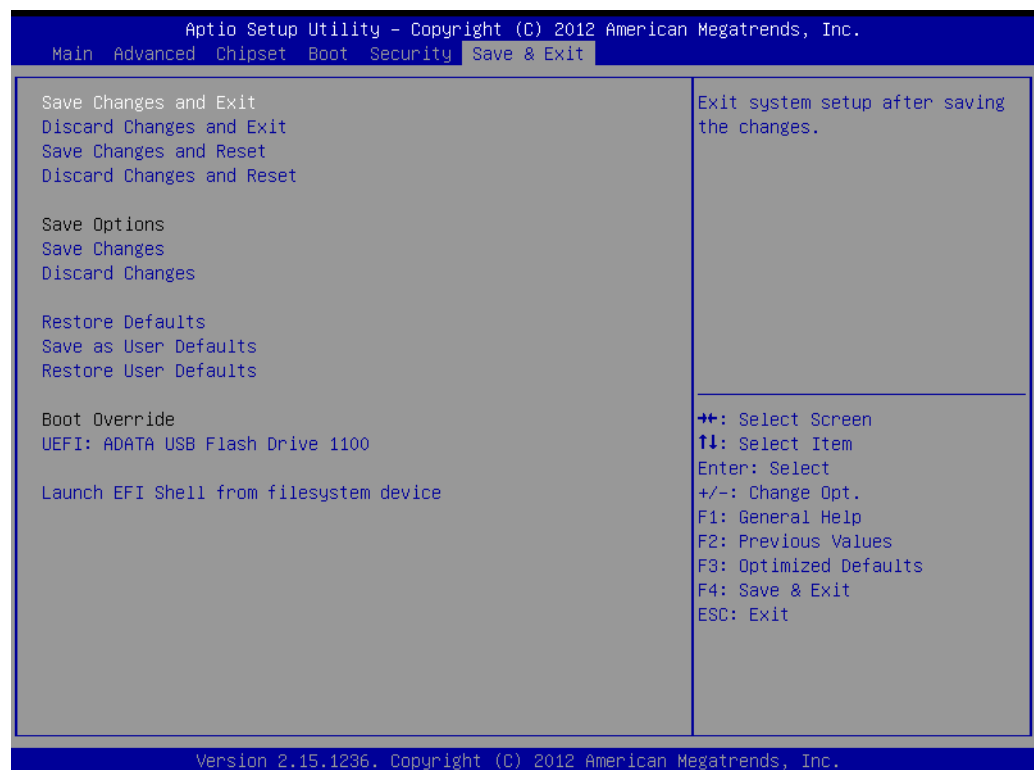 Aptio Setup Utility – Copyright (C) 2012 American Megatrends, Inc.
Main Advanced Chipset Boot Security Save & Exit
Save Changes and Exit
Discard Changes and Exit
Save Changes and Reset
Discard Changes and Reset
Save Options
Save Changes
Discard Changes
Restore Defaults
Save as User Defaults
Restore User Defaults
Boot Override
UEFI: ADATA USB Flash Drive 1100
Launch EFI Shell from filesystem device
Exit system setup after saving
the changes.
→←: Select Screen
↑↓: Select Item
Enter: Select
+/-: Change Opt.
F1: General Help
F2: Previous Values
F3: Optimized Defaults
F4: Save & Exit
ESC: Exit
Version 2.15.1236. Copyright (C) 2012 American Megatrends, Inc.